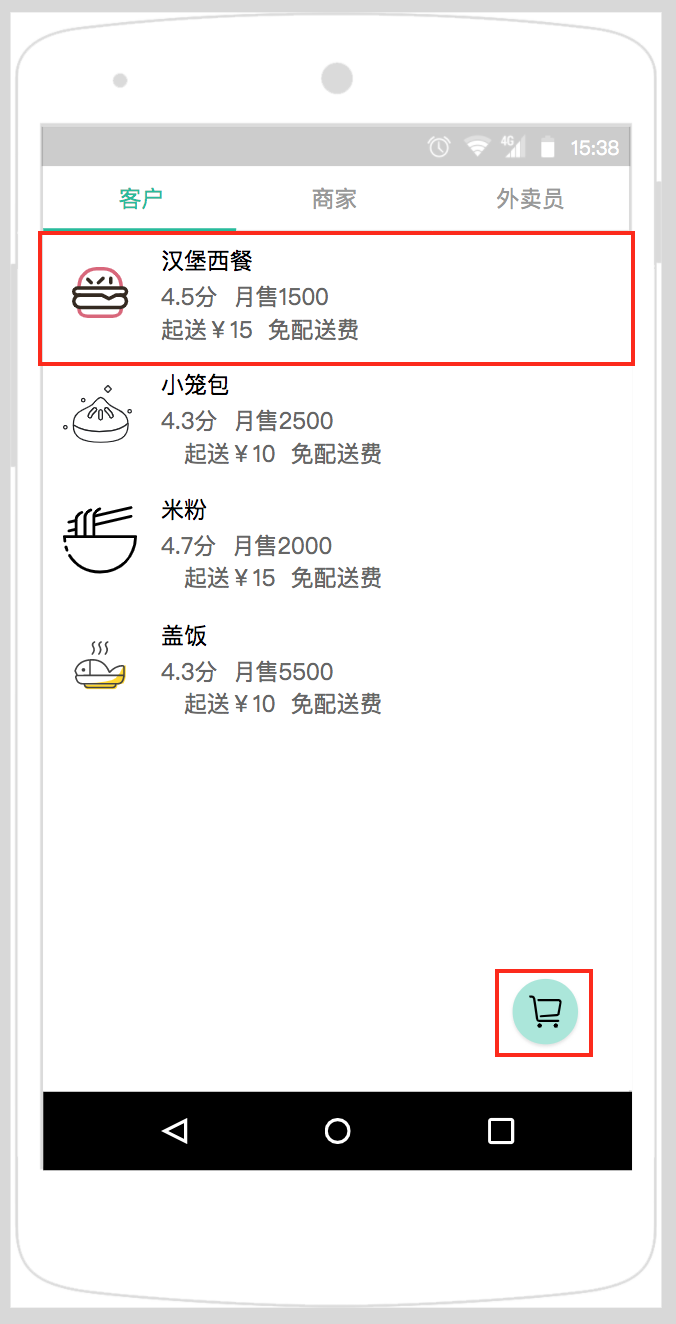 4G 15:38
客户 商家 外卖员
汉堡西餐
4.5分 月售1500
起送￥15 免配送费
小笼包
4.3分 月售2500
起送￥10 免配送费
米粉
4.7分 月售2000
起送￥15 免配送费
盖饭
4.3分 月售5500
起送￥10 免配送费